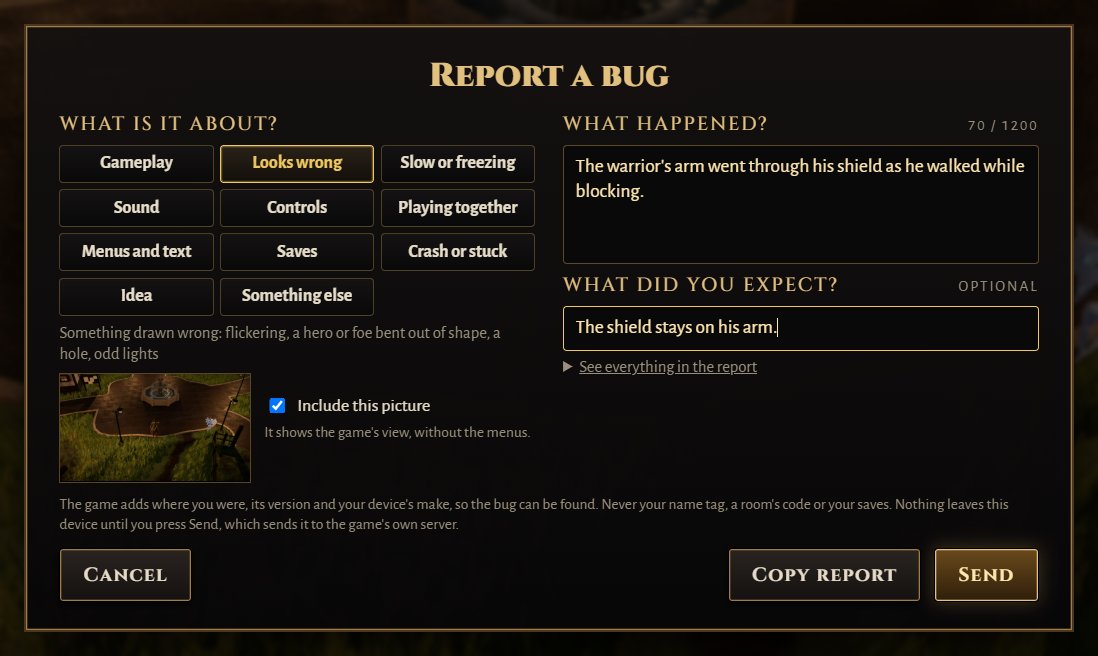 Report a bug
What is it about?
Gameplay
Looks wrong
Slow or freezing
Sound
Controls
Playing together
Menus and text
Saves
Crash or stuck
Idea
Something else
Something drawn wrong: flickering, a hero or foe bent out of shape, a
hole, odd lights
Include this picture
It shows the game's view, without the menus.
What happened?
70 / 1200
The warrior's arm went through his shield as he walked while
blocking.
What did you expect?
OPTIONAL
The shield stays on his arm.
See everything in the report
The game adds where you were, its version and your device's make, so the bug can be found. Never your name tag, a room's code or your saves. Nothing leaves this
device until you press Send, which sends it to the game's own server.
Cancel
Copy report
Send